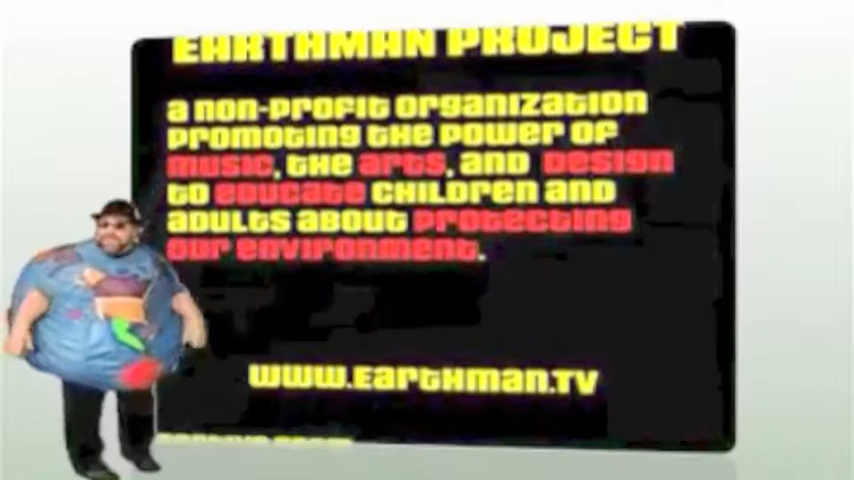 EARTHMAN PROJECT
a non-profit organization
promoting the power of
music, the arts, and design
to educate children and
adults about protecting
our environment.
www.earthman.tv